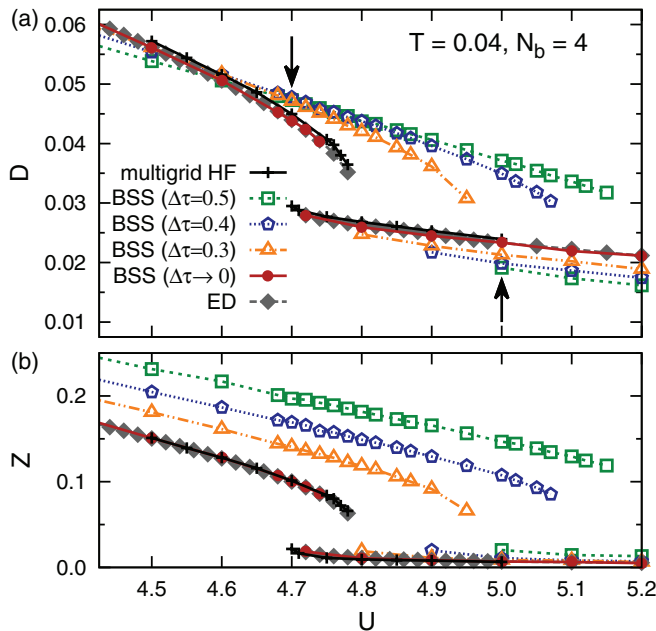 (a)
T = 0.04, N_b = 4
0.06
0.05
0.04
0.03
0.02
0.01
D
multigrid HF
BSS (Δτ=0.5)
BSS (Δτ=0.4)
BSS (Δτ=0.3)
BSS (Δτ→0)
ED
(b)
0.2
0.1
0.0
Z
4.5 4.6 4.7 4.8 4.9 5.0 5.1 5.2
U